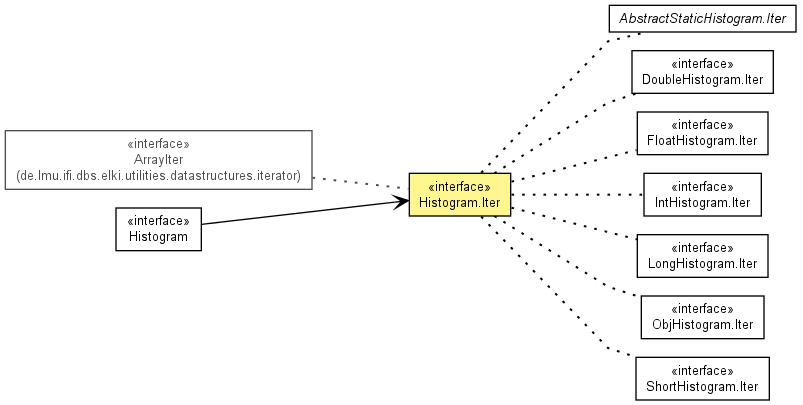 AbstractStaticHistogram.Iter
«interface»
DoubleHistogram.Iter
«interface»
FloatHistogram.Iter
«interface»
ArrayIter
(de.lmu.ifi.dbs.elki.utilities.datastructures.iterator)
«interface»
Histogram.Iter
«interface»
IntHistogram.Iter
«interface»
Histogram
«interface»
LongHistogram.Iter
«interface»
ObjHistogram.Iter
«interface»
ShortHistogram.Iter